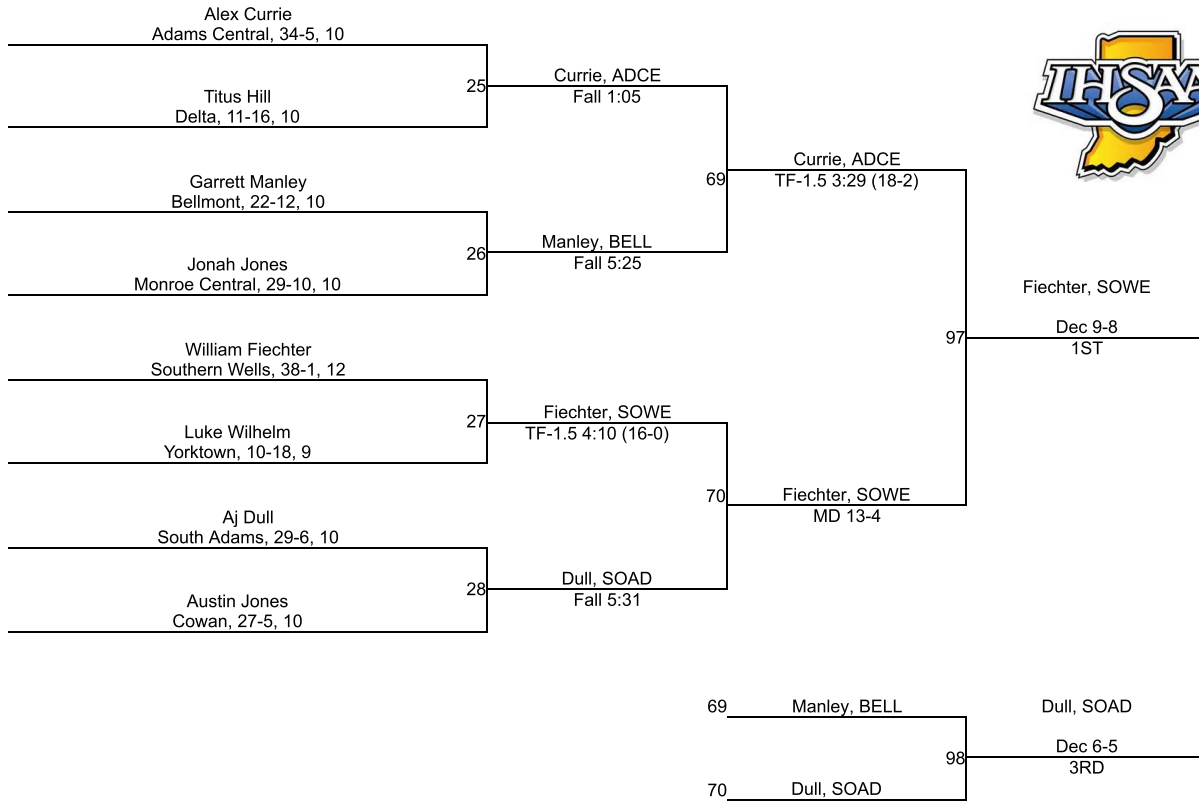 Alex Currie
Adams Central, 34-5, 10
Titus Hill
Delta, 11-16, 10
Garrett Manley
Bellmont, 22-12, 10
Jonah Jones
Monroe Central, 29-10, 10
William Fiechter
Southern Wells, 38-1, 12
Luke Wilhelm
Yorktown, 10-18, 9
Aj Dull
South Adams, 29-6, 10
Austin Jones
Cowan, 27-5, 10
25
Currie, ADCE
Fall 1:05
26
Manley, BELL
Fall 5:25
27
Fiechter, SOWE
TF-1.5 4:10 (16-0)
28
Dull, SOAD
Fall 5:31
69
Currie, ADCE
TF-1.5 3:29 (18-2)
70
Fiechter, SOWE
MD 13-4
97
Fiechter, SOWE
Dec 9-8
1ST
69
Manley, BELL
70
Dull, SOAD
98
Dull, SOAD
Dec 6-5
3RD
IHSAA